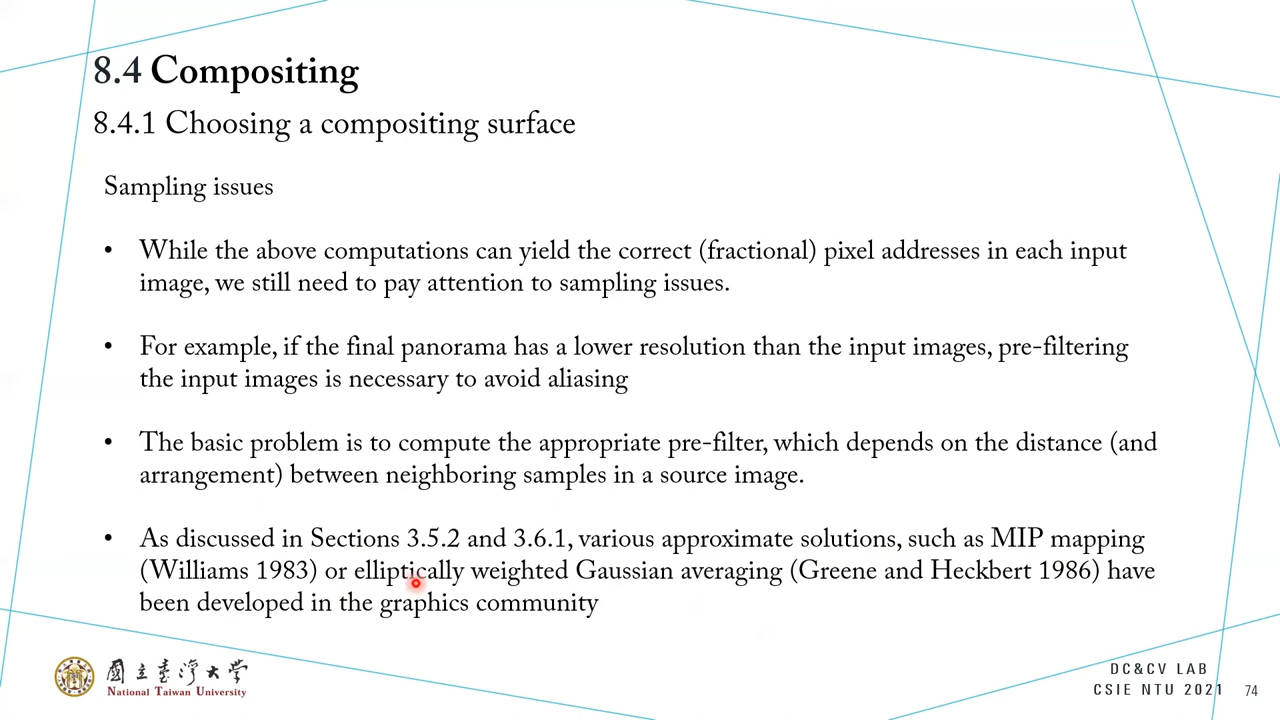 8.4 Compositing
8.4.1 Choosing a compositing surface
Sampling issues
• While the above computations can yield the correct (fractional) pixel addresses in each input
image, we still need to pay attention to sampling issues.
• For example, if the final panorama has a lower resolution than the input images, pre-filtering
the input images is necessary to avoid aliasing
• The basic problem is to compute the appropriate pre-filter, which depends on the distance (and
arrangement) between neighboring samples in a source image.
• As discussed in Sections 3.5.2 and 3.6.1, various approximate solutions, such as MIP mapping
(Williams 1983) or elliptically weighted Gaussian averaging (Greene and Heckbert 1986) have
been developed in the graphics community
國立臺灣大學
National Taiwan University
DC&CV LAB
CSIE NTU 2021
74